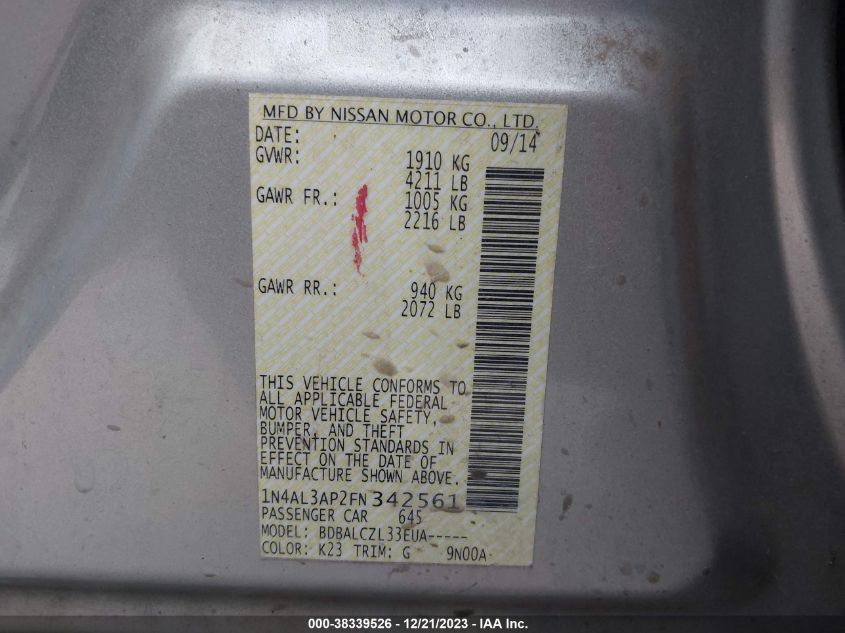 MFD BY NISSAN MOTOR CO., LTD.
DATE: 09/14
GVWR: 1910 KG
4211 LB
GAWR FR.: 1005 KG
2216 LB
GAWR RR.: 940 KG
2072 LB
THIS VEHICLE CONFORMS TO
ALL APPLICABLE FEDERAL
MOTOR VEHICLE SAFETY,
BUMPER, AND THEFT
PREVENTION STANDARDS IN
EFFECT ON THE DATE OF
MANUFACTURE SHOWN ABOVE.
1N4AL3AP2FN342561
PASSENGER CAR 645
MODEL: BDBALCZL33EUA-----
COLOR: K23 TRIM: G 9N00A
000-38339526 - 12/21/2023 - IAA Inc.